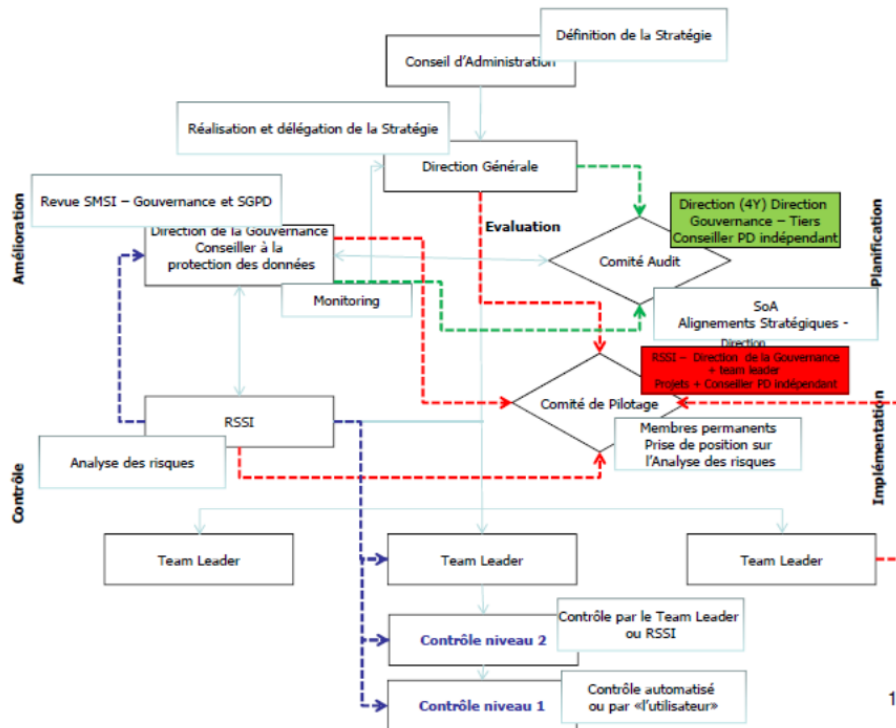 Définition de la Stratégie
Conseil d'Administration
Réalisation et délégation de la Stratégie
Direction Générale
Revue SMSI – Gouvernance et SGPD
Direction de la Gouvernance
Conseiller à la
protection des données
Monitoring
Evaluation
Direction (4Y) Direction
Gouvernance – Tiers
Conseiller PD indépendant
Comité Audit
SoA
Alignements Stratégiques -
Direction
RSSI – Direction de la Gouvernance
+ team leader
Projets + Conseiller PD indépendant
Comité de Pilotage
Membres permanents
Prise de position sur
l'Analyse des risques
RSSI
Analyse des risques
Amélioration
Planification
Contrôle
Implémentation
Team Leader
Team Leader
Team Leader
Contrôle niveau 2
Contrôle par le Team Leader
ou RSSI
Contrôle niveau 1
Contrôle automatisé
ou par «l'utilisateur»
1